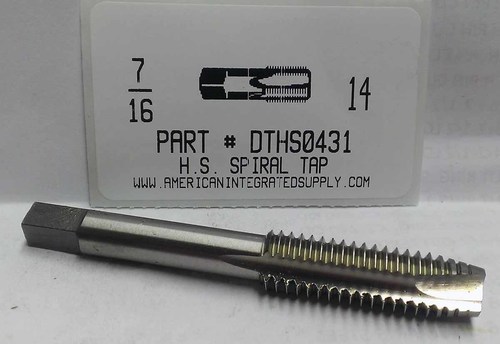 7
16
14
PART # DTHS0431
H.S. SPIRAL TAP
WWW.AMERICANINTEGRATEDSUPPLY.COM